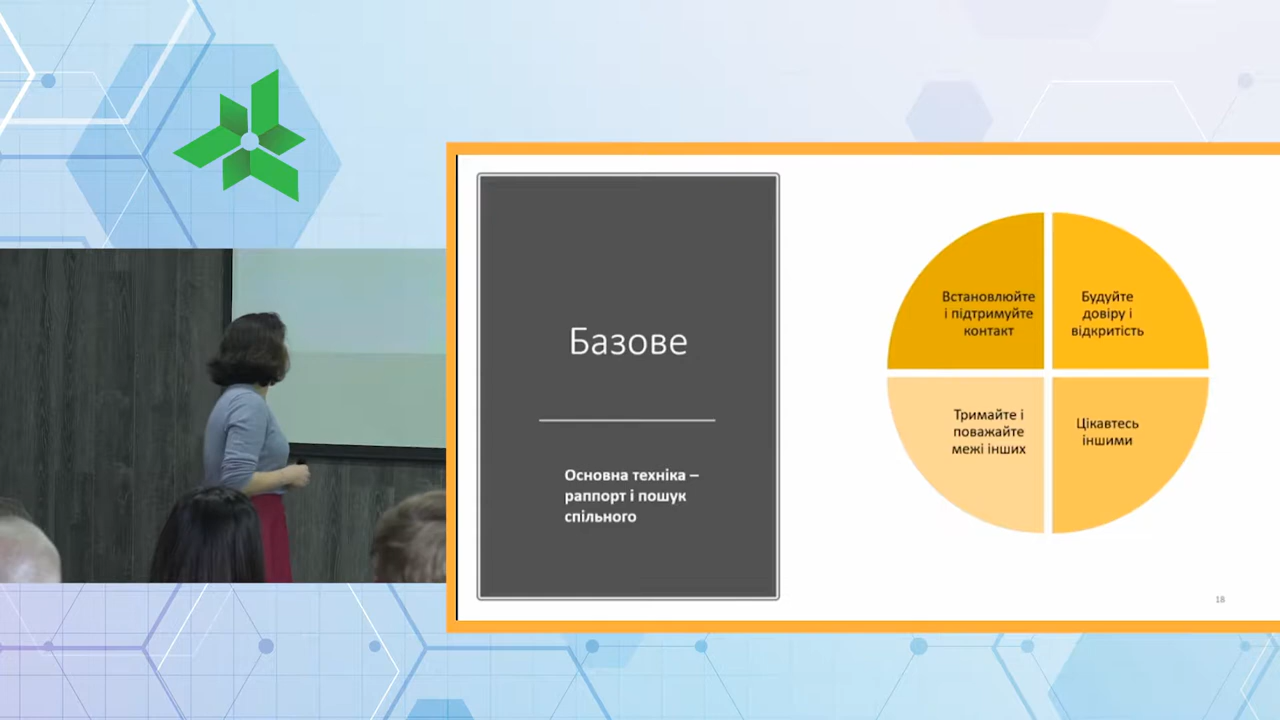 Базове
Основна техніка –
раппорт і пошук
спільного
Встановлюйте
і підтримуйте
контакт
Будуйте
довіру і
відкритість
Тримайте і
поважайте
межі інших
Цікавтесь
іншими
18